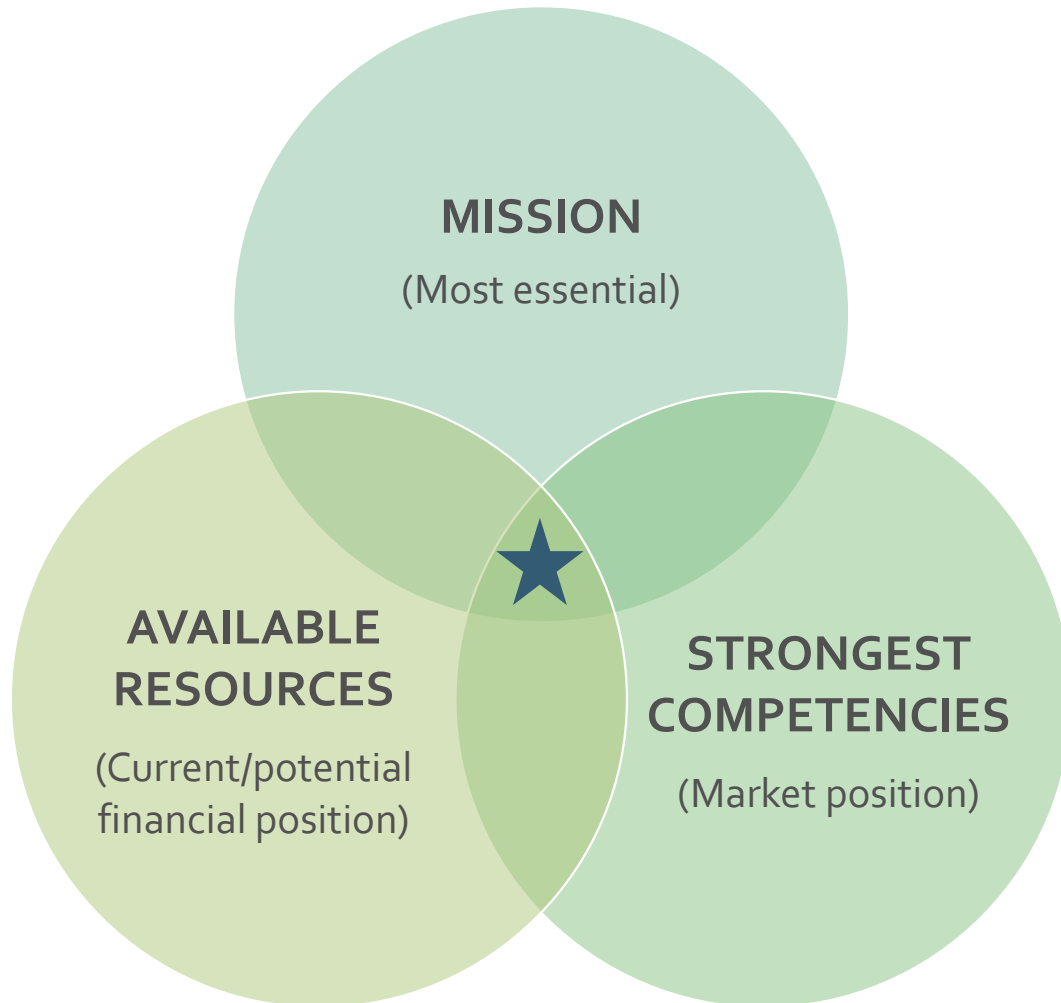 MISSION
(Most essential)
AVAILABLE
RESOURCES
(Current/potential
financial position)
STRONGEST
COMPETENCIES
(Market position)